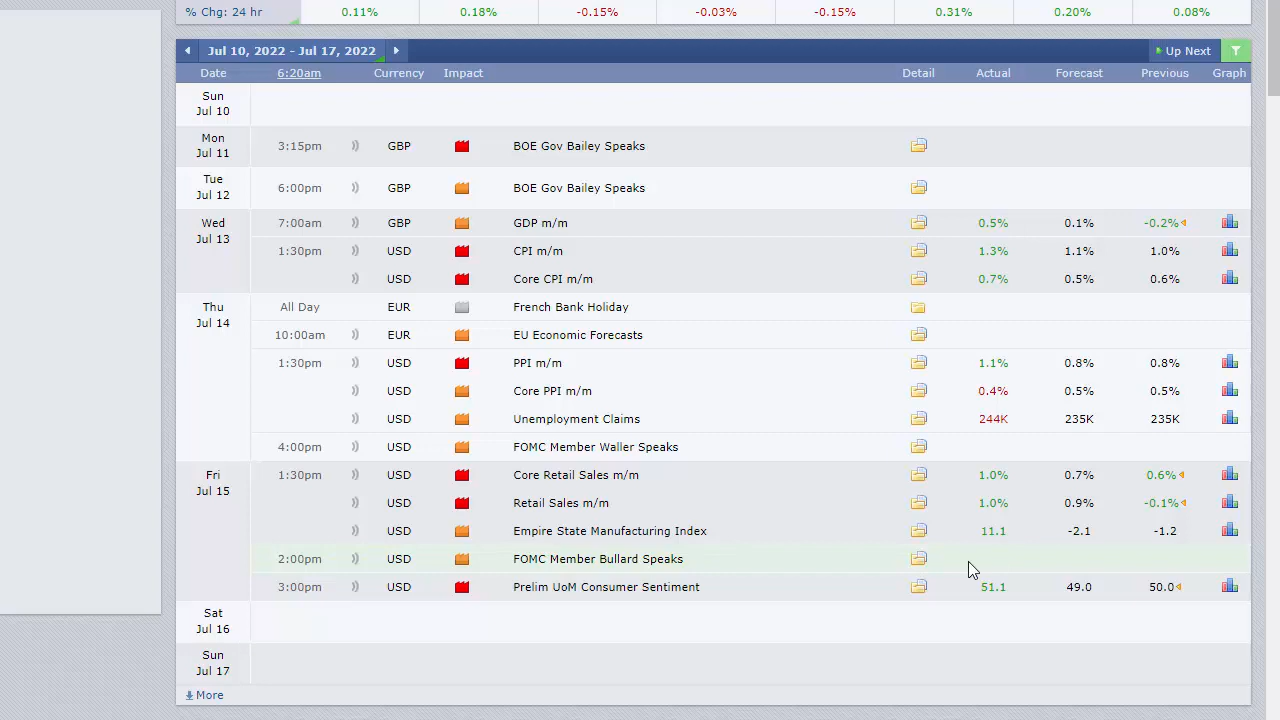 % Chg: 24 hr 0.11% 0.18% -0.15% -0.03% -0.15% 0.31% 0.20% 0.08%
Jul 10, 2022 - Jul 17, 2022 Up Next
Date 6:20am Currency Impact Detail Actual Forecast Previous Graph
Sun
Jul 10
Mon
Jul 11
3:15pm GBP BOE Gov Bailey Speaks
Tue
Jul 12
6:00pm GBP BOE Gov Bailey Speaks
Wed
Jul 13
7:00am GBP GDP m/m 0.5% 0.1% -0.2%
1:30pm USD CPI m/m 1.3% 1.1% 1.0%
USD Core CPI m/m 0.7% 0.5% 0.6%
Thu
Jul 14
All Day EUR French Bank Holiday
10:00am EUR EU Economic Forecasts
1:30pm USD PPI m/m 1.1% 0.8% 0.8%
USD Core PPI m/m 0.4% 0.5% 0.5%
USD Unemployment Claims 244K 235K 235K
4:00pm USD FOMC Member Waller Speaks
Fri
Jul 15
1:30pm USD Core Retail Sales m/m 1.0% 0.7% 0.6%
USD Retail Sales m/m 1.0% 0.9% -0.1%
USD Empire State Manufacturing Index 11.1 -2.1 -1.2
2:00pm USD FOMC Member Bullard Speaks
3:00pm USD Prelim UoM Consumer Sentiment 51.1 49.0 50.0
Sat
Jul 16
Sun
Jul 17
More